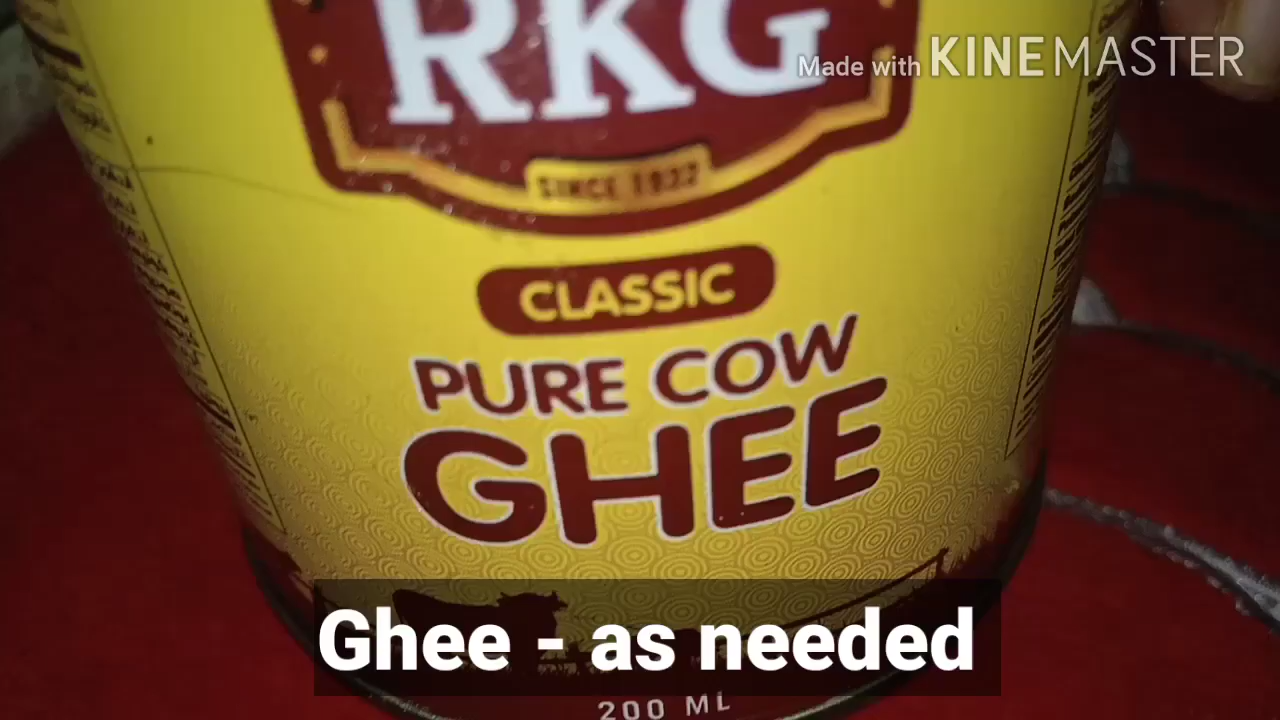 RKG
Made with KINEMASTER
SINCE 1932
CLASSIC
PURE COW
GHEE
Ghee - as needed
200 ML